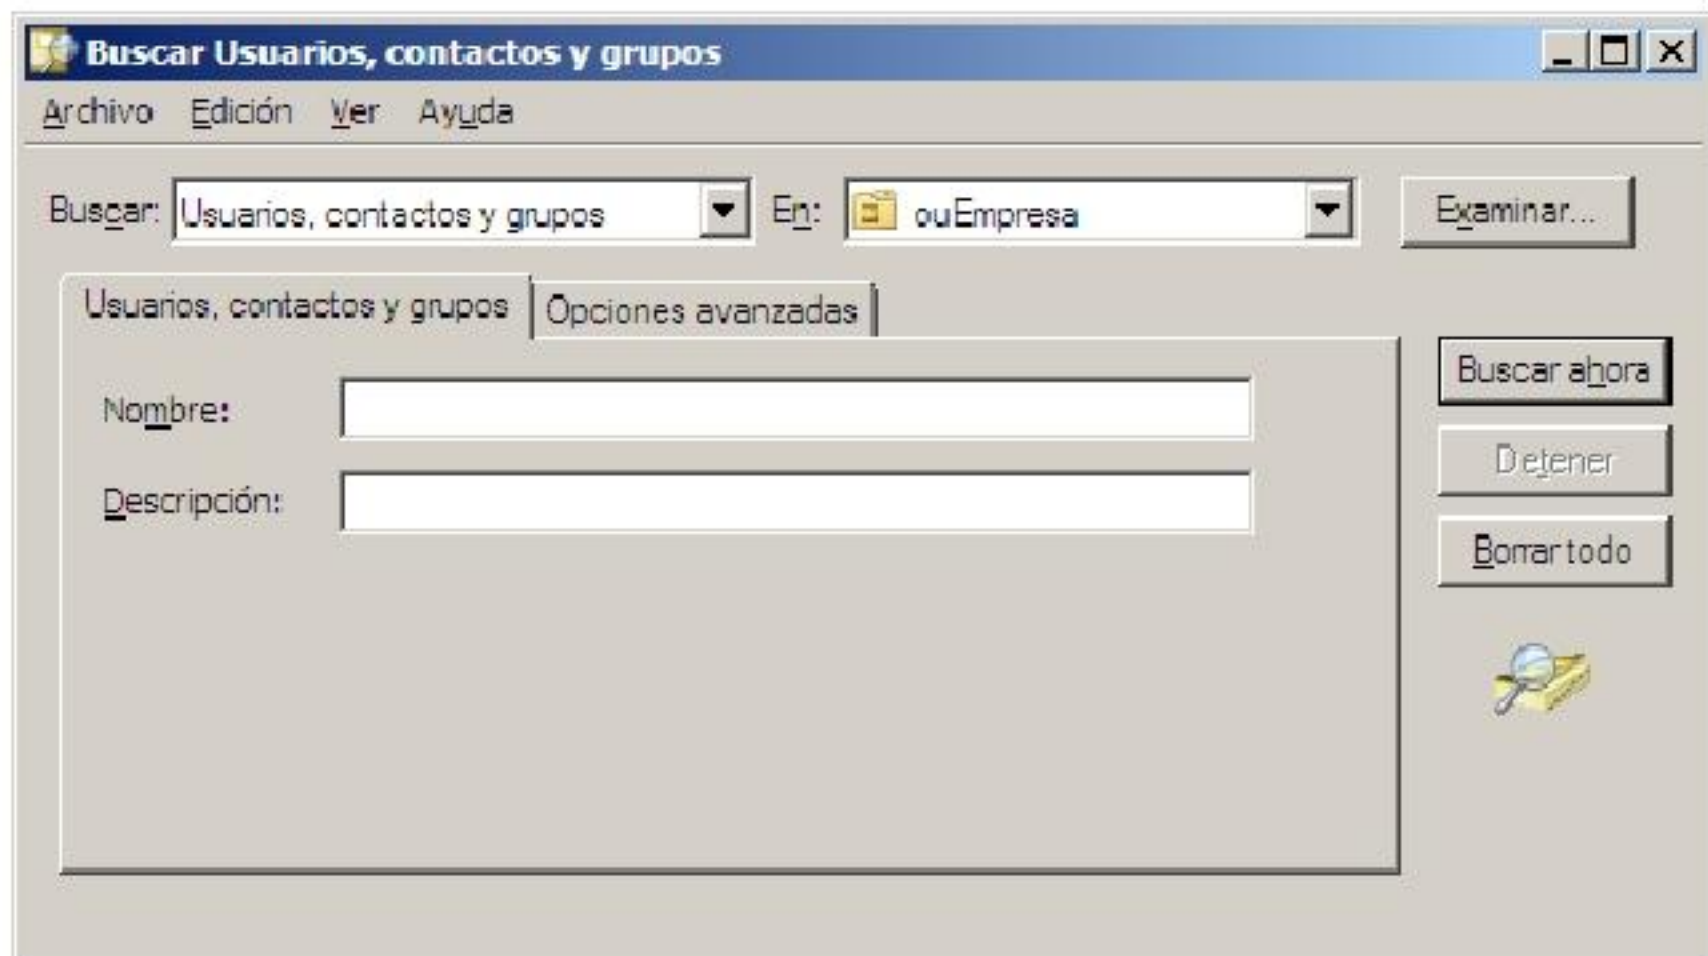 Buscar Usuarios, contactos y grupos
Archivo Edición Ver Ayuda
Buscar: Usuarios, contactos y grupos En: ouEmpresa Examinar...
Usuarios, contactos y grupos Opciones avanzadas
Nombre:
Descripción:
Buscar ahora
Detener
Borrar todo